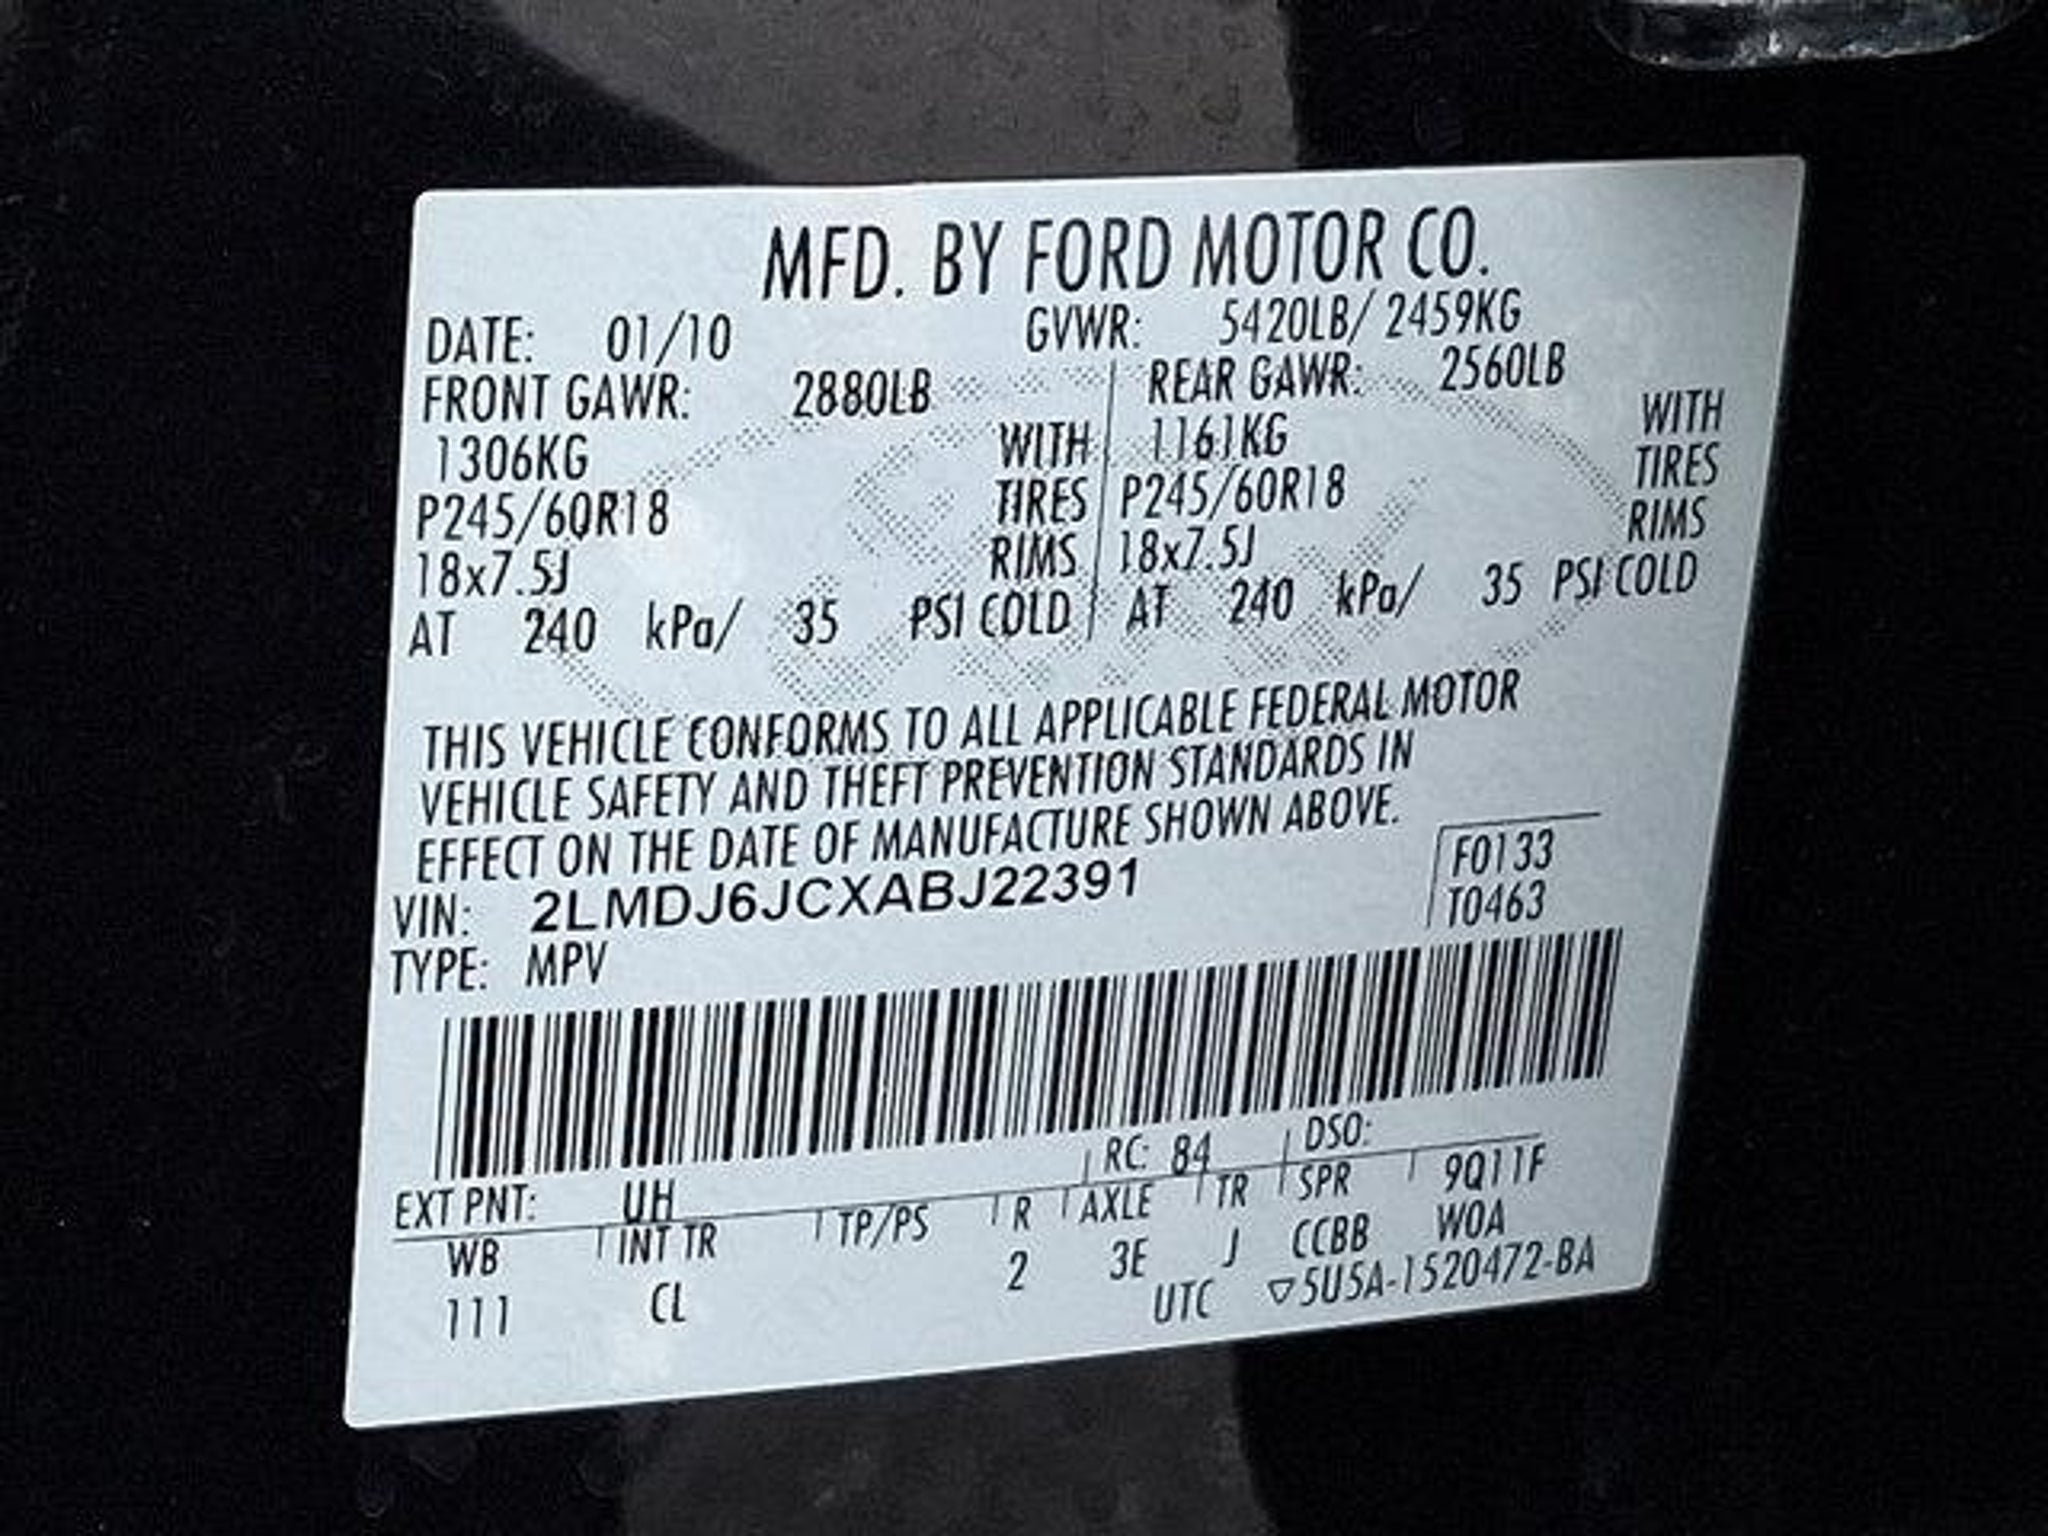 MFD. BY FORD MOTOR CO.
DATE: 01/10 GVWR: 5420LB/ 2459KG
FRONT GAWR: 2880LB REAR GAWR: 2560LB
1306KG WITH 1161KG WITH
P245/60R18 TIRES P245/60R18 TIRES
18x7.5J RIMS 18x7.5J RIMS
AT 240 kPa/ 35 PSI COLD AT 240 kPa/ 35 PSI COLD
THIS VEHICLE CONFORMS TO ALL APPLICABLE FEDERAL MOTOR
VEHICLE SAFETY AND THEFT PREVENTION STANDARDS IN
EFFECT ON THE DATE OF MANUFACTURE SHOWN ABOVE.
F0133
VIN: 2LMDJ6JCXABJ22391 T0463
TYPE: MPV
EXT PNT: UH RC: 84 DSO:
WB INT TR TP/PS R AXLE TR SPR 9Q11F
111 CL 2 3E J CCBB WOA
UTC ▽5U5A-1520472-BA